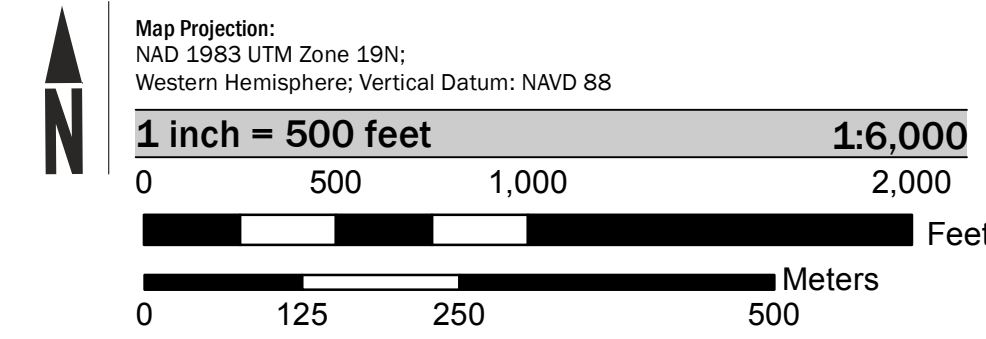 N
Map Projection:
NAD 1983 UTM Zone 19N;
Western Hemisphere; Vertical Datum: NAVD 88
1 inch = 500 feet 1:6,000
0 500 1,000 2,000
Feet
Meters
0 125 250 500